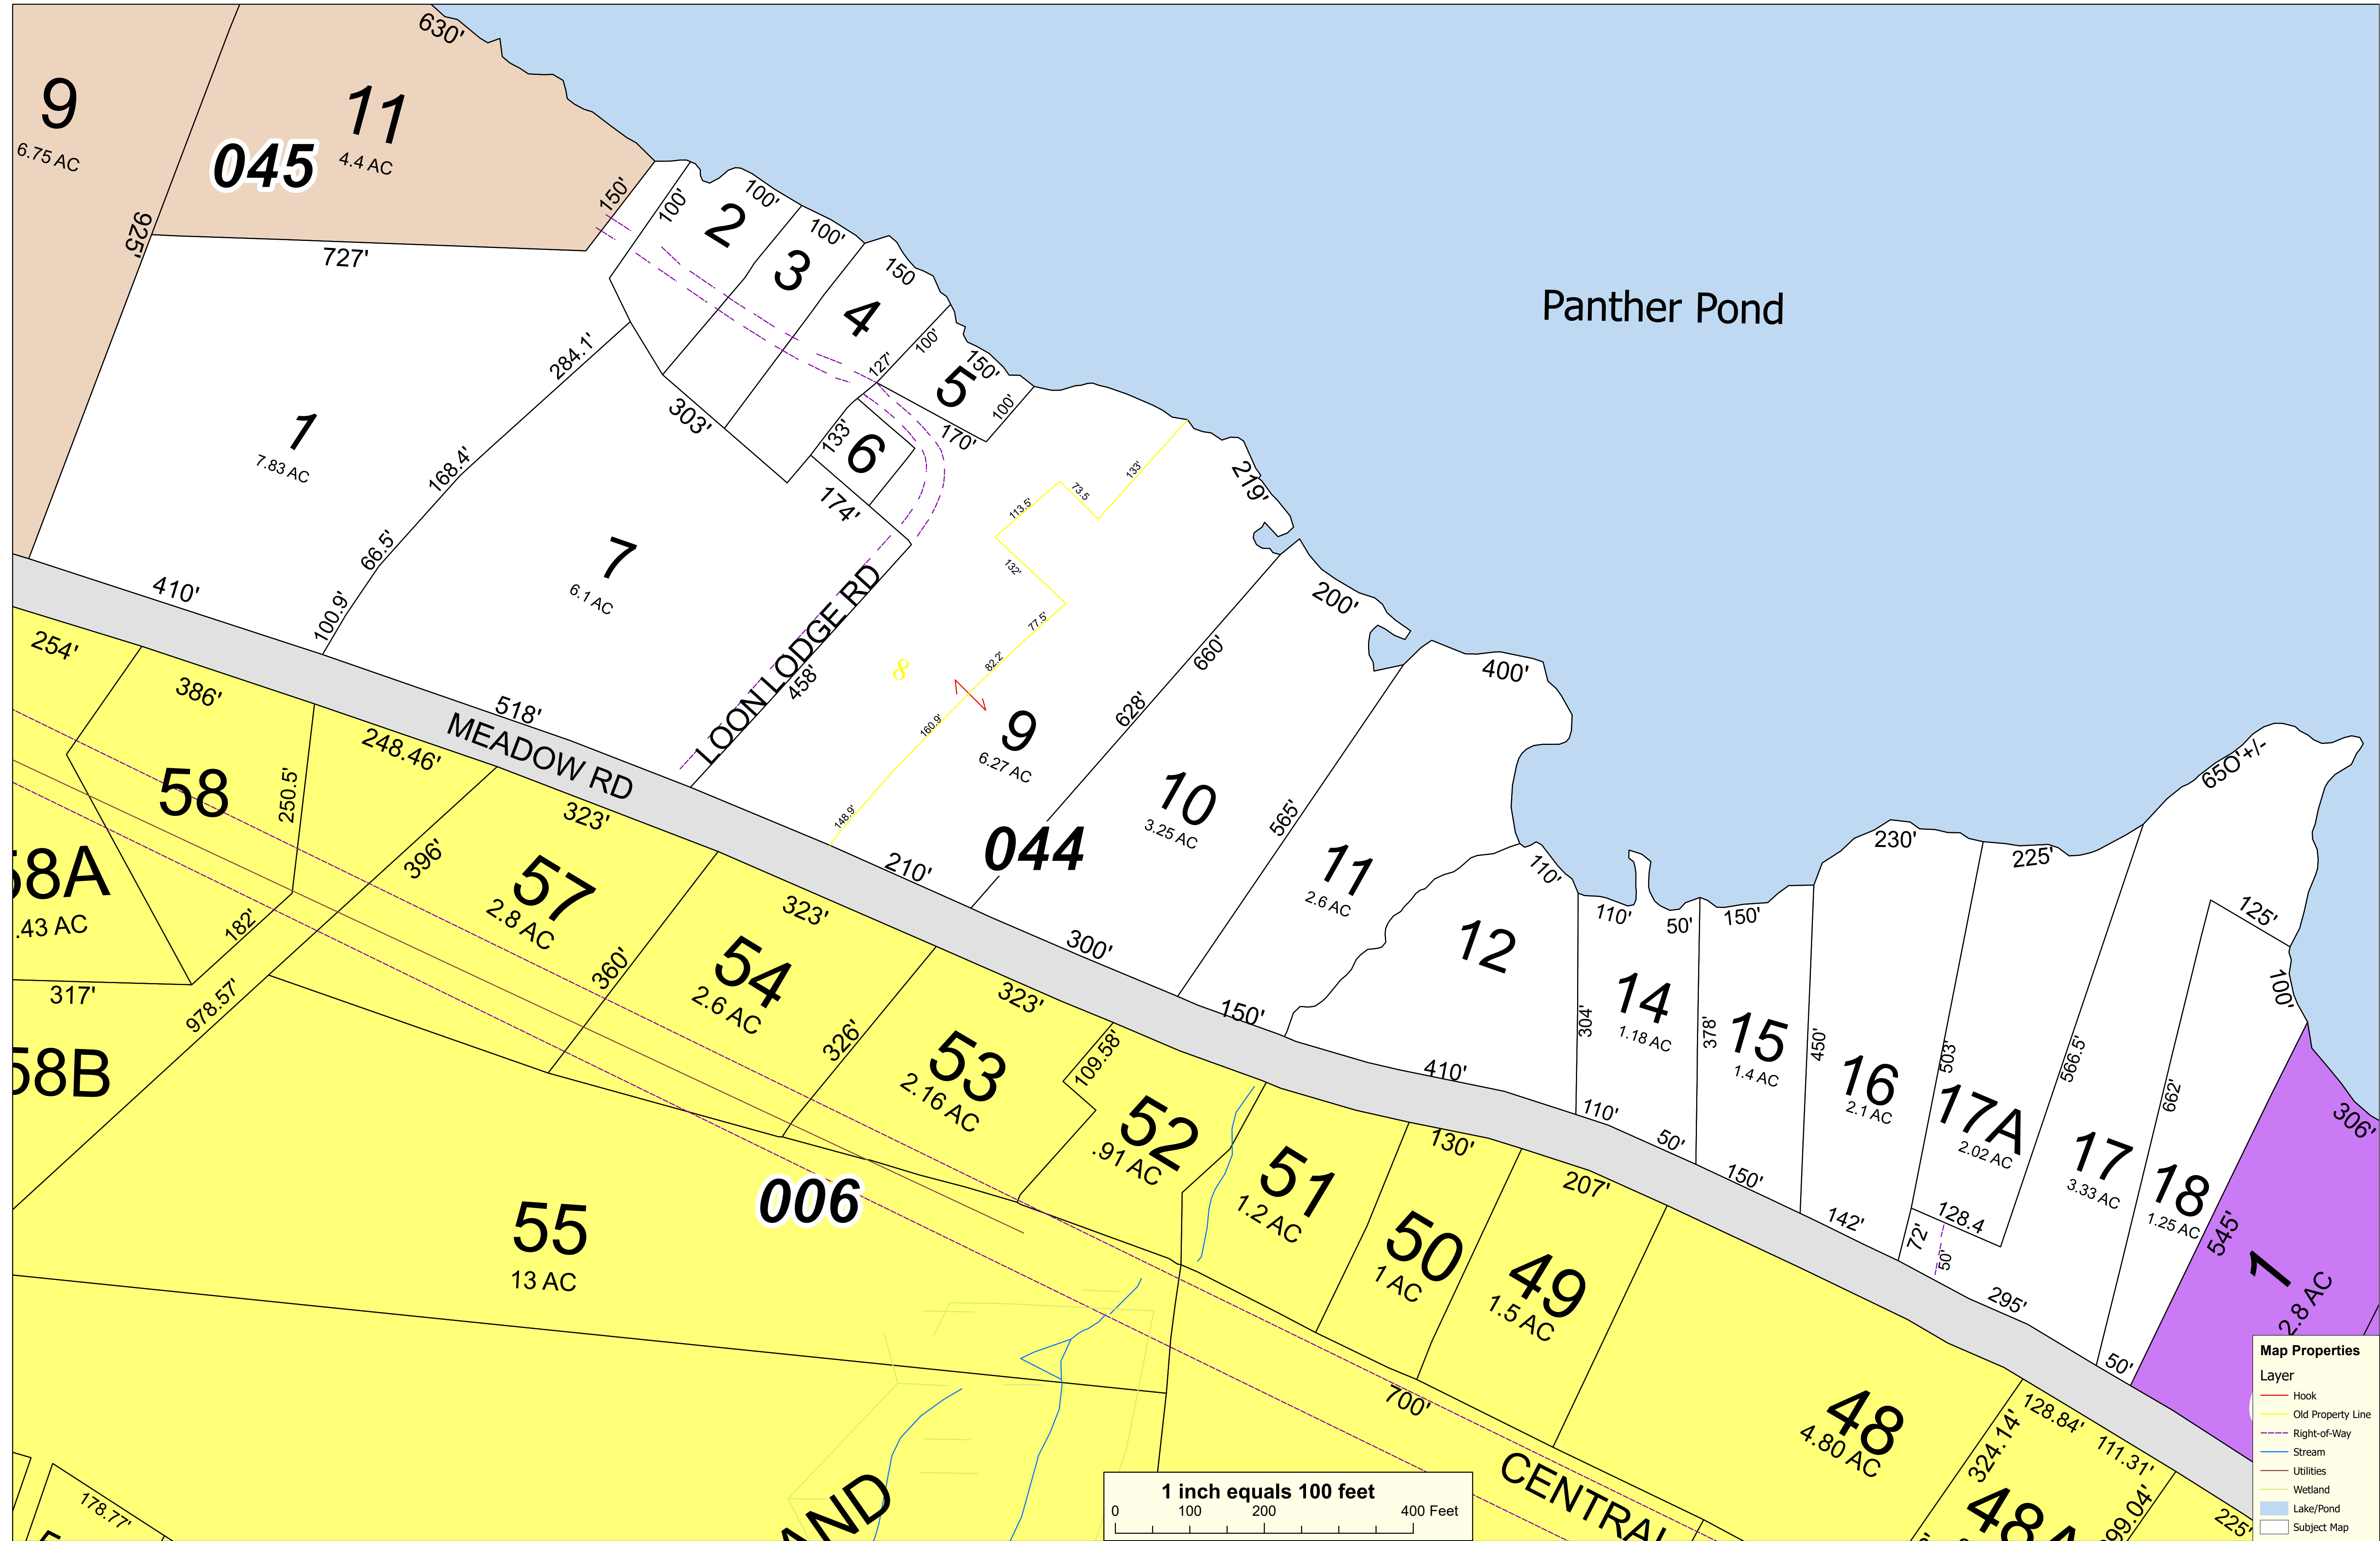 630'
9
6.75 AC
11
4.4 AC
045
925'
727'
150'
100'
2
100'
3
100'
4
150
127'
100'
5
150'
100'
170'
6
133'
174'
303'
284.1'
168.4'
66.5'
100.9'
1
7.83 AC
410'
7
6.1 AC
518'
LOON LODGE RD
458'
Panther Pond
133'
73.5
113.5'
132'
77.5'
82.2'
160.9'
148.9'
8
9
6.27 AC
219'
210'
044
628'
660'
200'
10
3.25 AC
300'
565'
11
2.6 AC
150'
400'
12
110'
410'
304'
110'
50'
14
1.18 AC
110'
50'
378'
150'
15
1.4 AC
150'
450'
230'
16
2.1 AC
142'
503'
225'
17A
2.02 AC
566.5'
128.4
72'
50'
650'+/-
17
3.33 AC
295'
662'
125'
100'
18
1.25 AC
50'
545'
306'
1
2.8 AC
MEADOW RD
254'
386'
58
250.5'
248.46'
58A
.43 AC
182'
317'
58B
978.57'
396'
323'
57
2.8 AC
360'
323'
54
2.6 AC
326'
323'
53
2.16 AC
109.58'
52
.91 AC
51
1.2 AC
130'
50
1 AC
207'
49
1.5 AC
006
55
13 AC
700'
48
4.80 AC
128.84'
111.31'
324.14'
48A
99.04'
225'
178.77'
AND
CENTRAL
1 inch equals 100 feet
0 100 200 400 Feet
Map Properties
Layer
Hook
Old Property Line
Right-of-Way
Stream
Utilities
Wetland
Lake/Pond
Subject Map